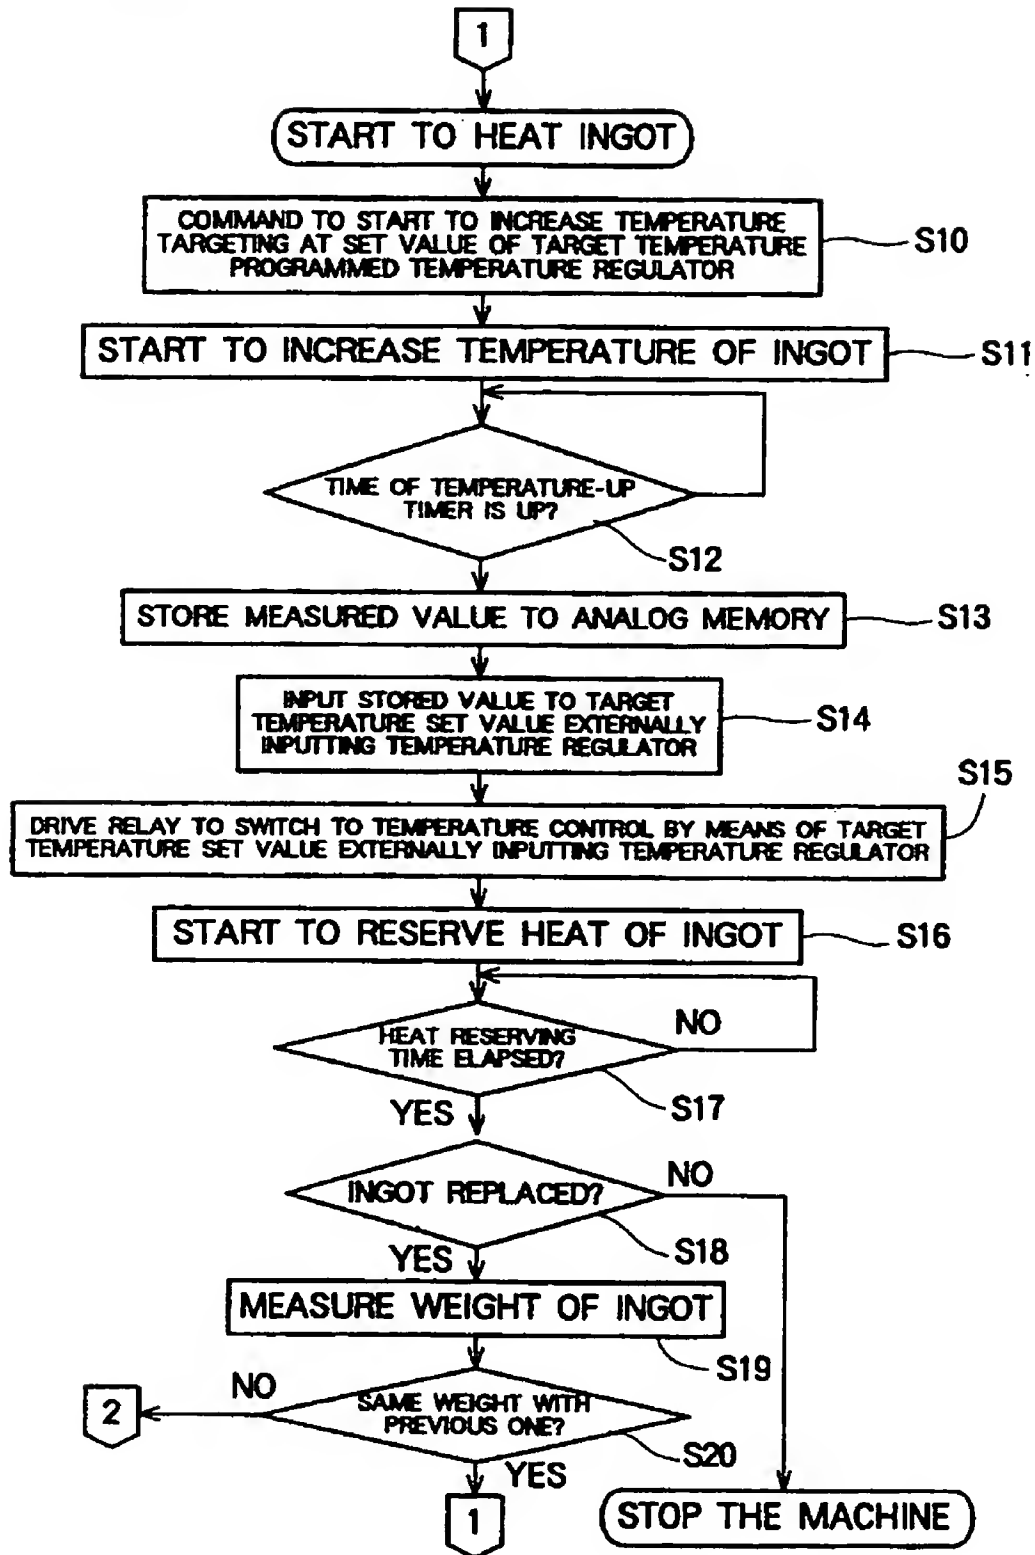 1
START TO HEAT INGOT
COMMAND TO START TO INCREASE TEMPERATURE
TARGETING AT SET VALUE OF TARGET TEMPERATURE
PROGRAMMED TEMPERATURE REGULATOR
S10
START TO INCREASE TEMPERATURE OF INGOT
S11
TIME OF TEMPERATURE-UP
TIMER IS UP?
S12
STORE MEASURED VALUE TO ANALOG MEMORY
S13
INPUT STORED VALUE TO TARGET
TEMPERATURE SET VALUE EXTERNALLY
INPUTTING TEMPERATURE REGULATOR
S14
S15
DRIVE RELAY TO SWITCH TO TEMPERATURE CONTROL BY MEANS OF TARGET
TEMPERATURE SET VALUE EXTERNALLY INPUTTING TEMPERATURE REGULATOR
START TO RESERVE HEAT OF INGOT
S16
HEAT RESERVING
TIME ELAPSED?
NO
S17
YES
INGOT REPLACED?
NO
S18
YES
MEASURE WEIGHT OF INGOT
S19
SAME WEIGHT WITH
PREVIOUS ONE?
NO
2
S20
YES
1
STOP THE MACHINE